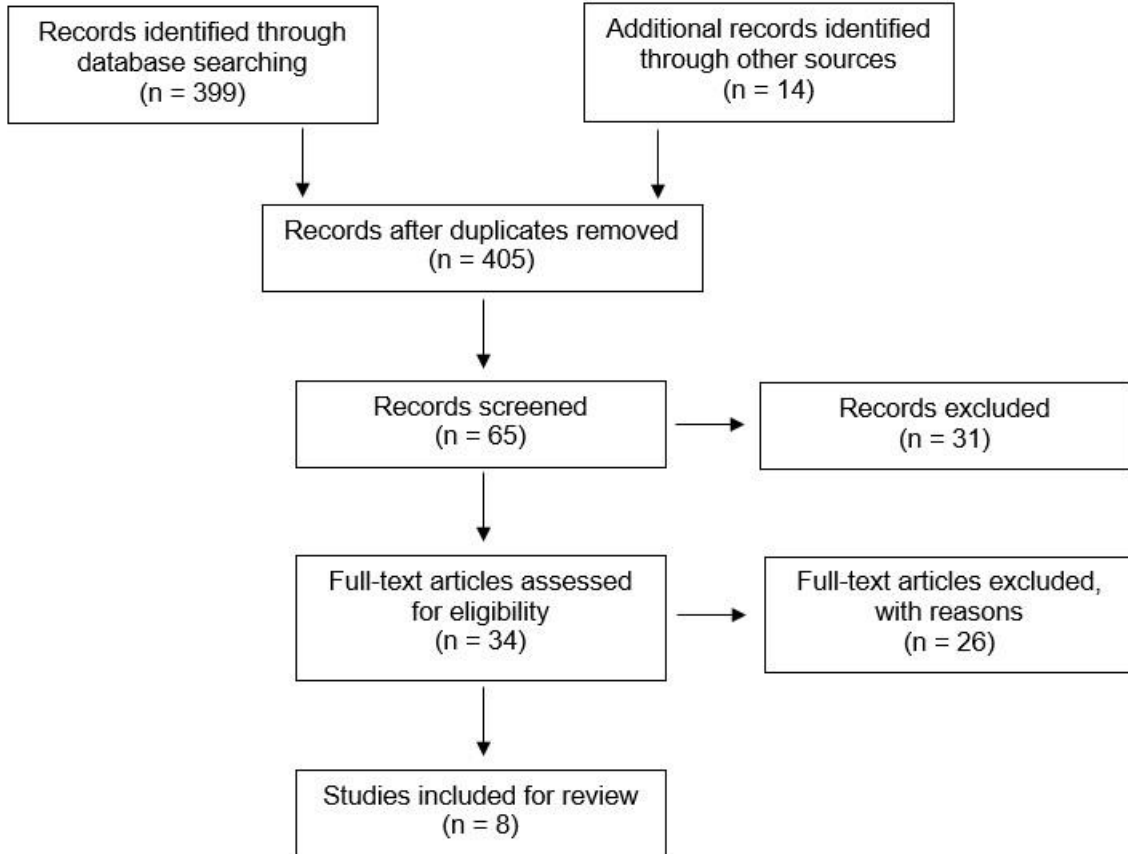 Records identified through
database searching
(n = 399)
Additional records identified
through other sources
(n = 14)
Records after duplicates removed
(n = 405)
Records screened
(n = 65)
Records excluded
(n = 31)
Full-text articles assessed
for eligibility
(n = 34)
Full-text articles excluded,
with reasons
(n = 26)
Studies included for review
(n = 8)